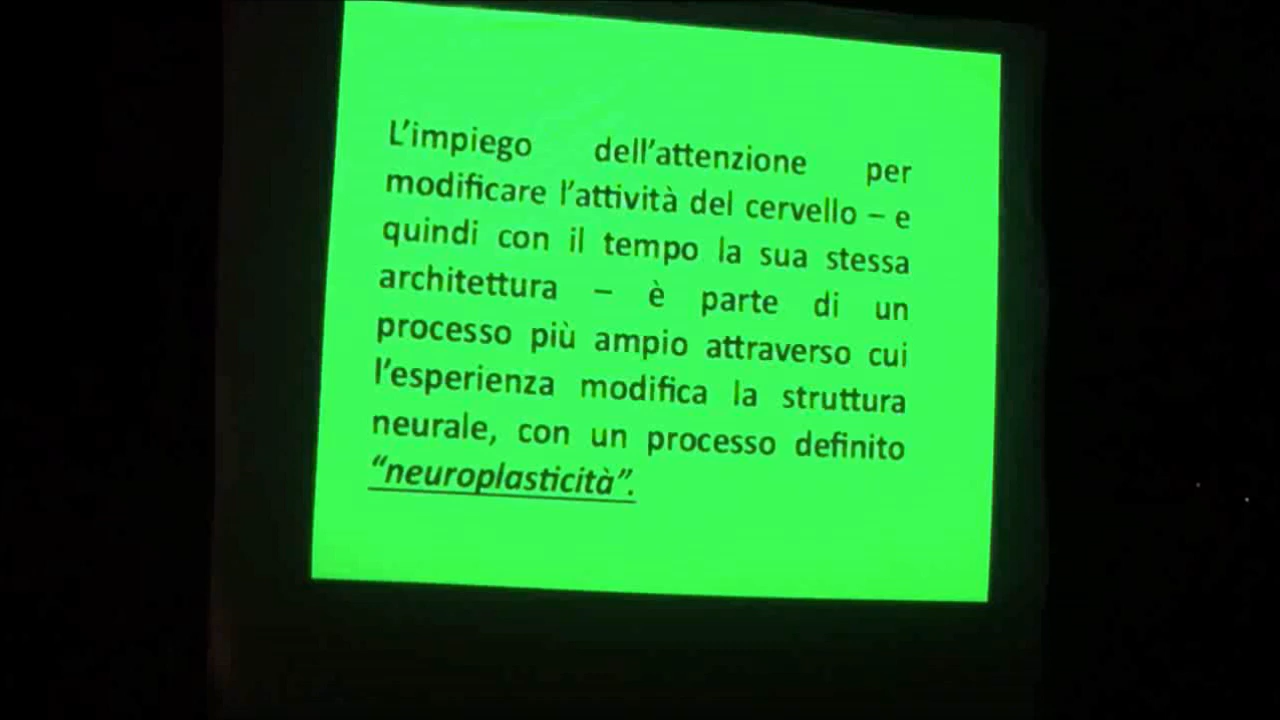 L’impiego dell’attenzione per
modificare l’attività del cervello – e
quindi con il tempo la sua stessa
architettura – è parte di un
processo più ampio attraverso cui
l’esperienza modifica la struttura
neurale, con un processo definito
“neuroplasticità”.